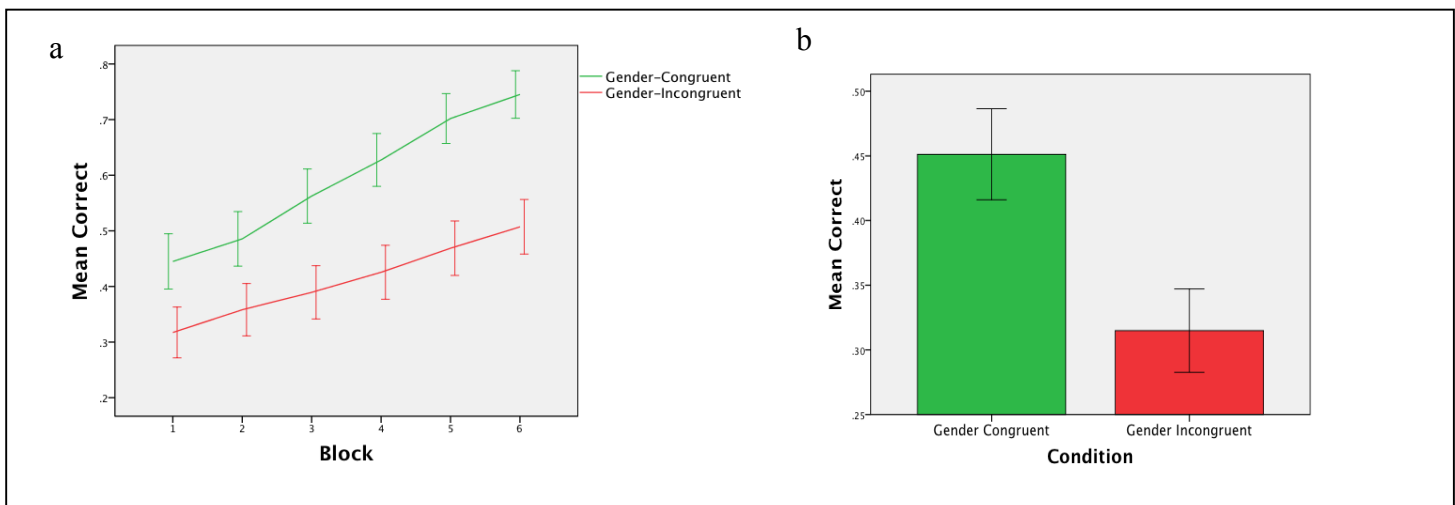 a
.8
.7
.6
.5
.4
.3
.2
Mean Correct
1 2 3 4 5 6
Block
Gender-Congruent
Gender-Incongruent
b
.50
.45
.40
.35
.30
.25
Mean Correct
Gender Congruent Gender Incongruent
Condition